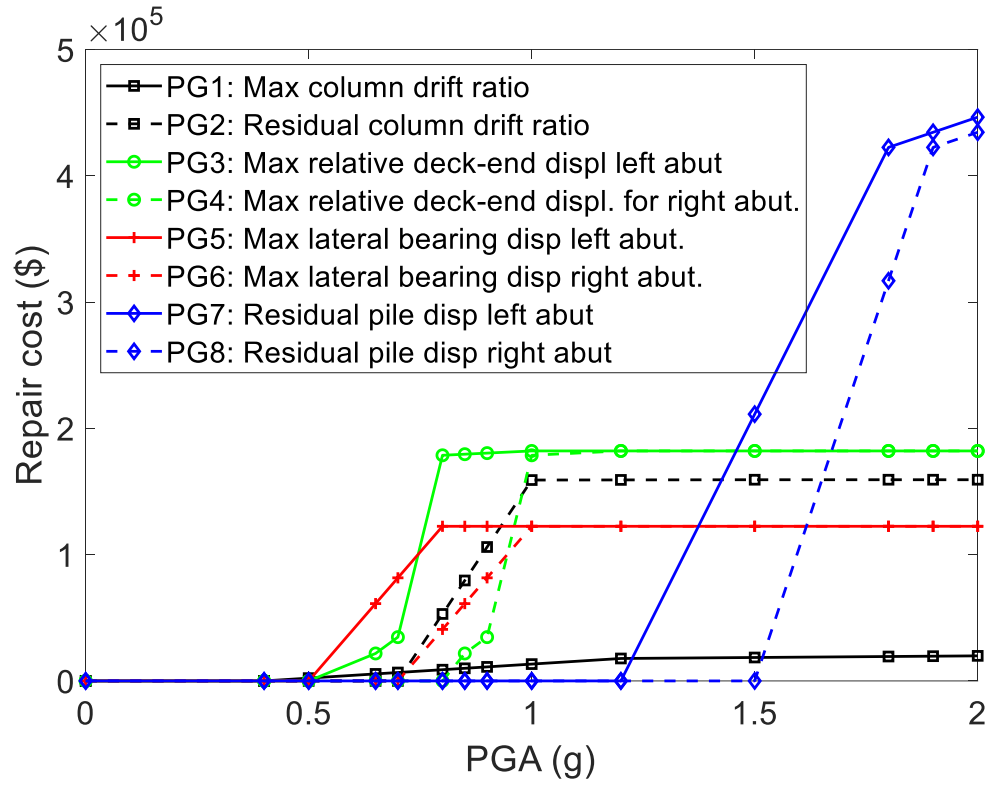 ×10⁵
5
4
3
2
1
0
Repair cost ($)
PG1: Max column drift ratio
PG2: Residual column drift ratio
PG3: Max relative deck-end displ left abut
PG4: Max relative deck-end displ. for right abut.
PG5: Max lateral bearing disp left abut.
PG6: Max lateral bearing disp right abut.
PG7: Residual pile disp left abut
PG8: Residual pile disp right abut
0 0.5 1 1.5 2
PGA (g)